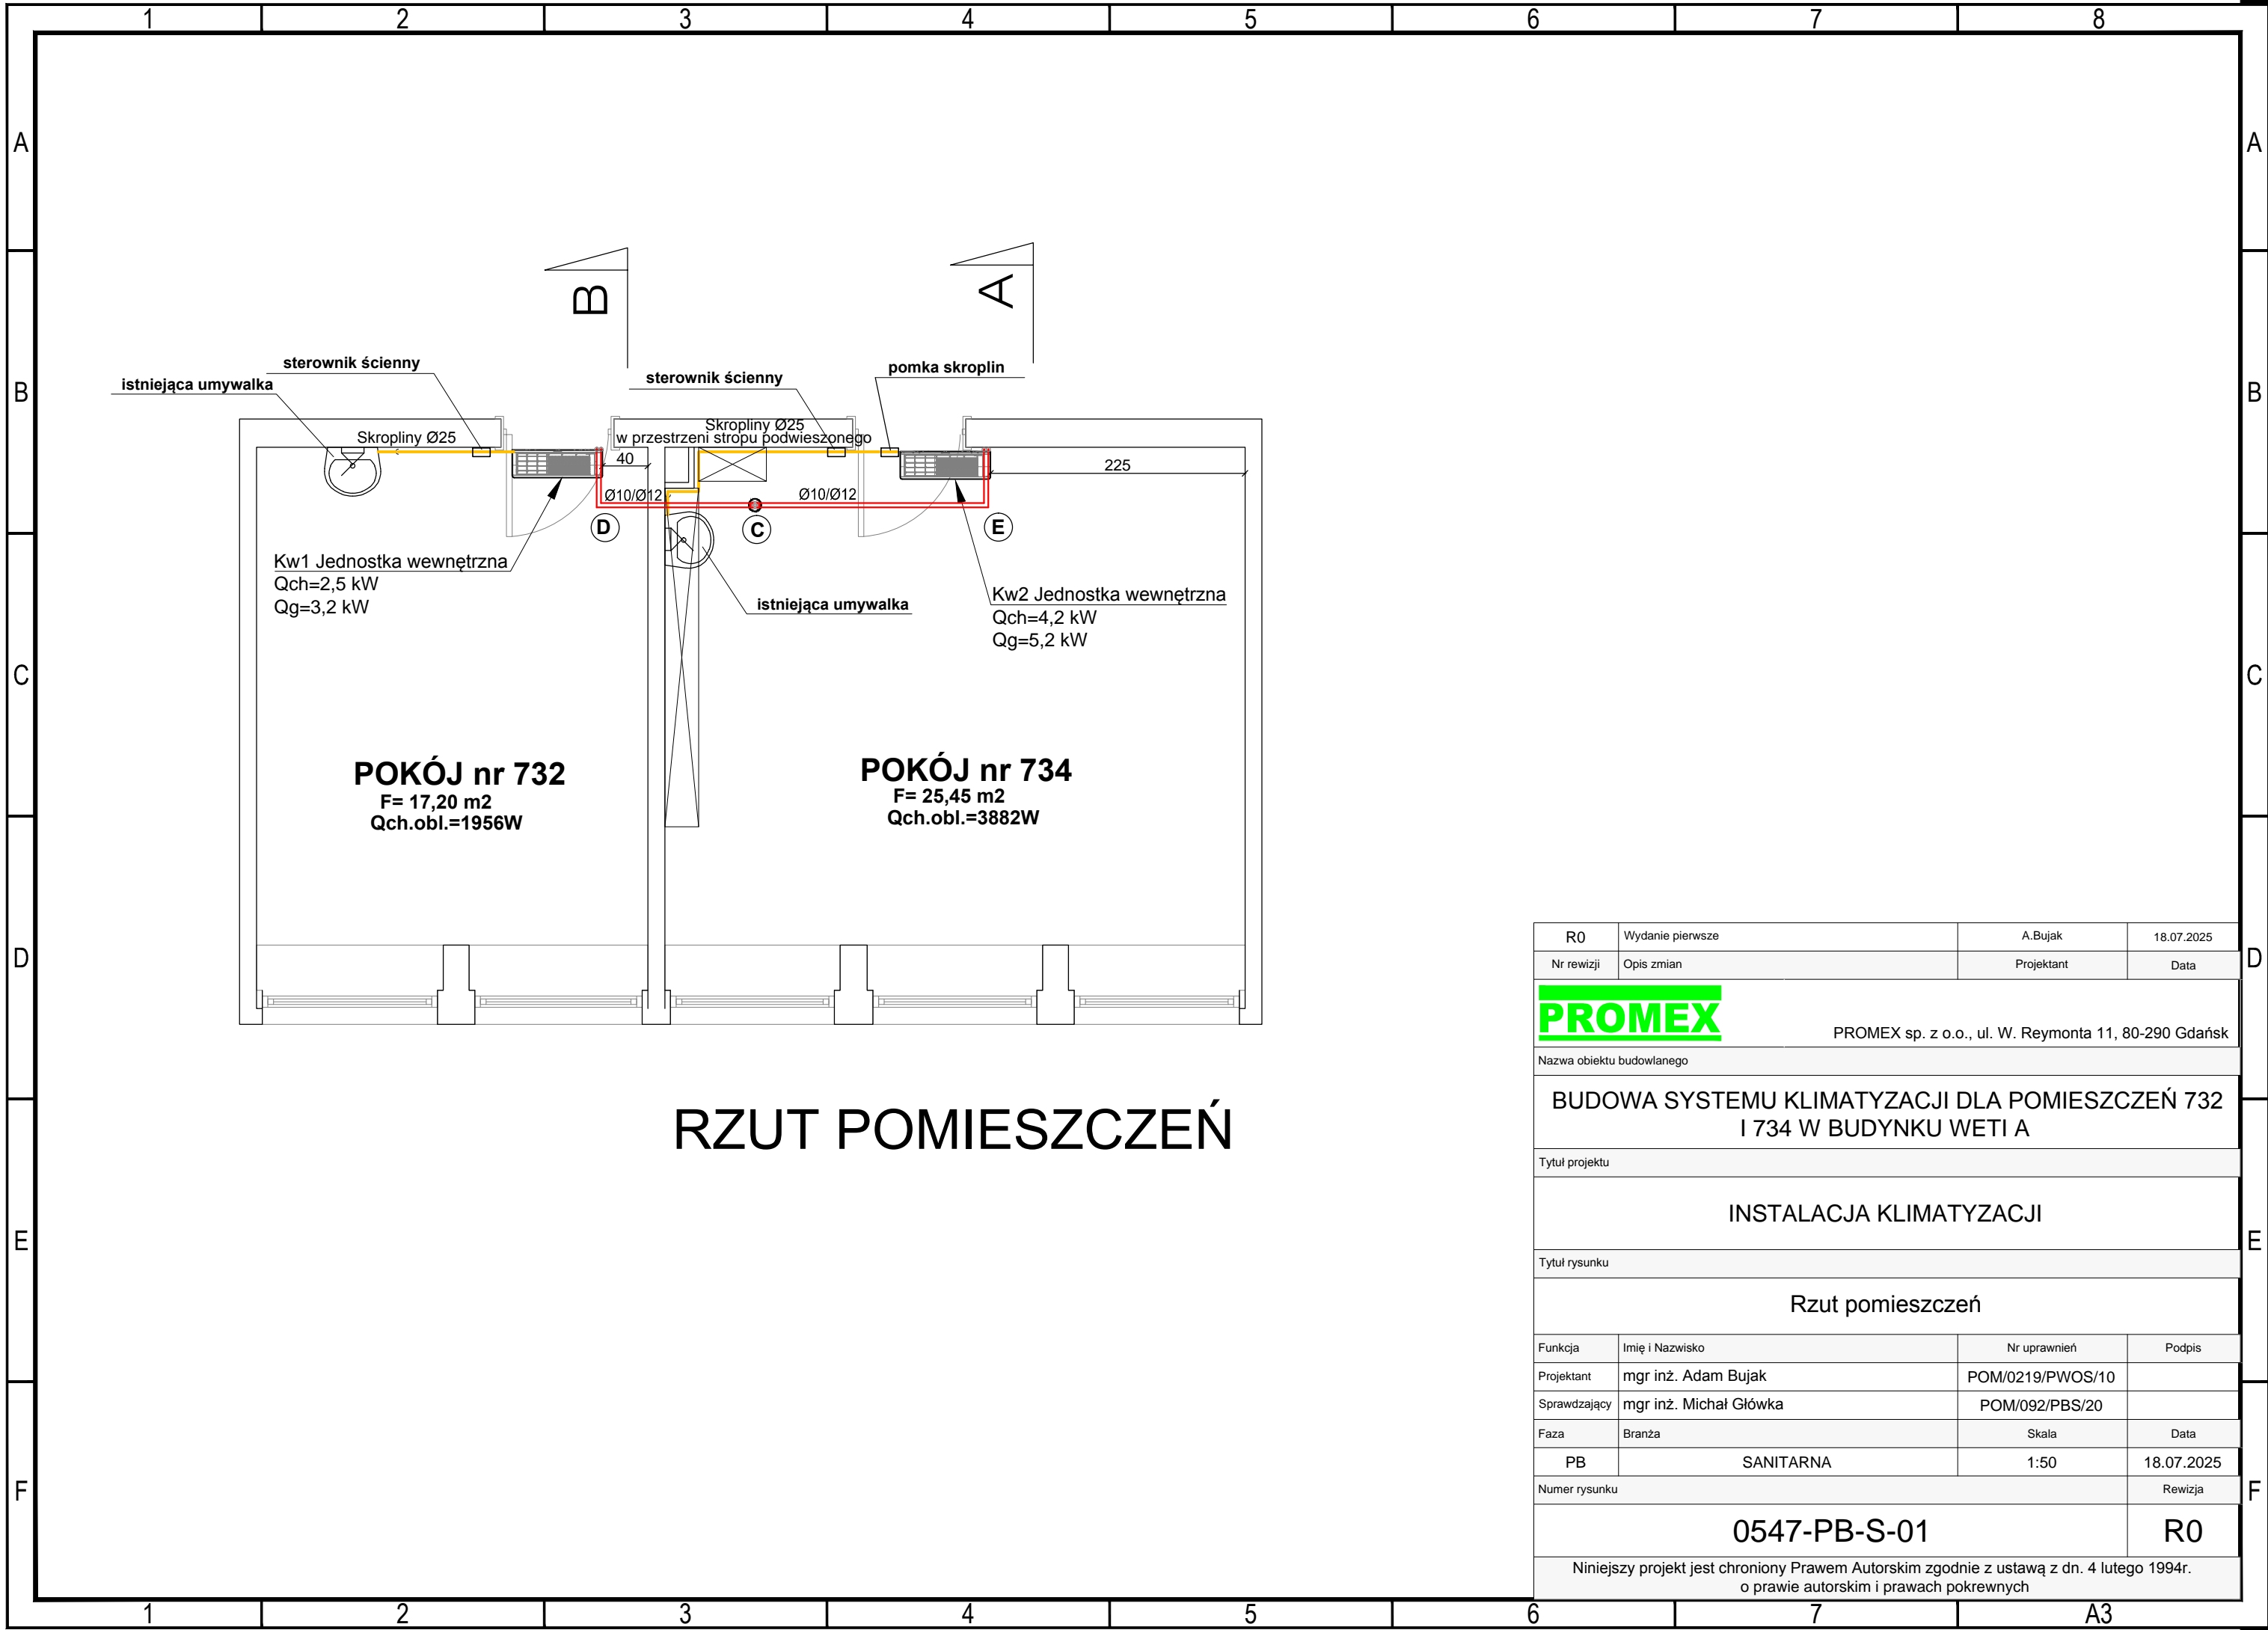 1 2 3 4 5 6 7 8
A
A
B
A
sterownik ścienny
istniejąca umywalka
sterownik ścienny
pomka skroplin
B
B
Skropliny Ø25
Skropliny Ø25
w przestrzeni stropu podwieszonego
40
225
Ø10/Ø12
Ø10/Ø12
D
C
E
Kw1 Jednostka wewnętrzna
Qch=2,5 kW
Qg=3,2 kW
istniejąca umywalka
Kw2 Jednostka wewnętrzna
Qch=4,2 kW
Qg=5,2 kW
C
C
POKÓJ nr 732
F= 17,20 m2
Qch.obl.=1956W
POKÓJ nr 734
F= 25,45 m2
Qch.obl.=3882W
D
D
RZUT POMIESZCZEŃ
E
E
F
F
R0 Wydanie pierwsze A.Bujak 18.07.2025
Nr rewizji Opis zmian Projektant Data
PROMEX
PROMEX sp. z o.o., ul. W. Reymonta 11, 80-290 Gdańsk
Nazwa obiektu budowlanego
BUDOWA SYSTEMU KLIMATYZACJI DLA POMIESZCZEŃ 732
I 734 W BUDYNKU WETI A
Tytuł projektu
INSTALACJA KLIMATYZACJI
Tytuł rysunku
Rzut pomieszczeń
Funkcja Imię i Nazwisko Nr uprawnień Podpis
Projektant mgr inż. Adam Bujak POM/0219/PWOS/10
Sprawdzający mgr inż. Michał Główka POM/092/PBS/20
Faza Branża Skala Data
PB SANITARNA 1:50 18.07.2025
Numer rysunku Rewizja
0547-PB-S-01 R0
Niniejszy projekt jest chroniony Prawem Autorskim zgodnie z ustawą z dn. 4 lutego 1994r.
o prawie autorskim i prawach pokrewnych
1 2 3 4 5 6 7 A3